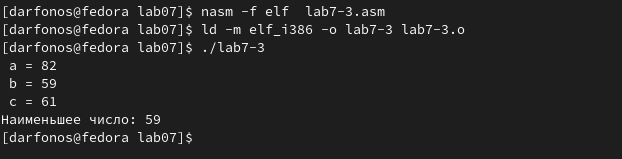 [darfonos@fedora lab07]$ nasm -f elf  lab7-3.asm
[darfonos@fedora lab07]$ ld -m elf_i386 -o lab7-3 lab7-3.o
[darfonos@fedora lab07]$ ./lab7-3
a = 82
b = 59
c = 61
Наименьшее число: 59
[darfonos@fedora lab07]$